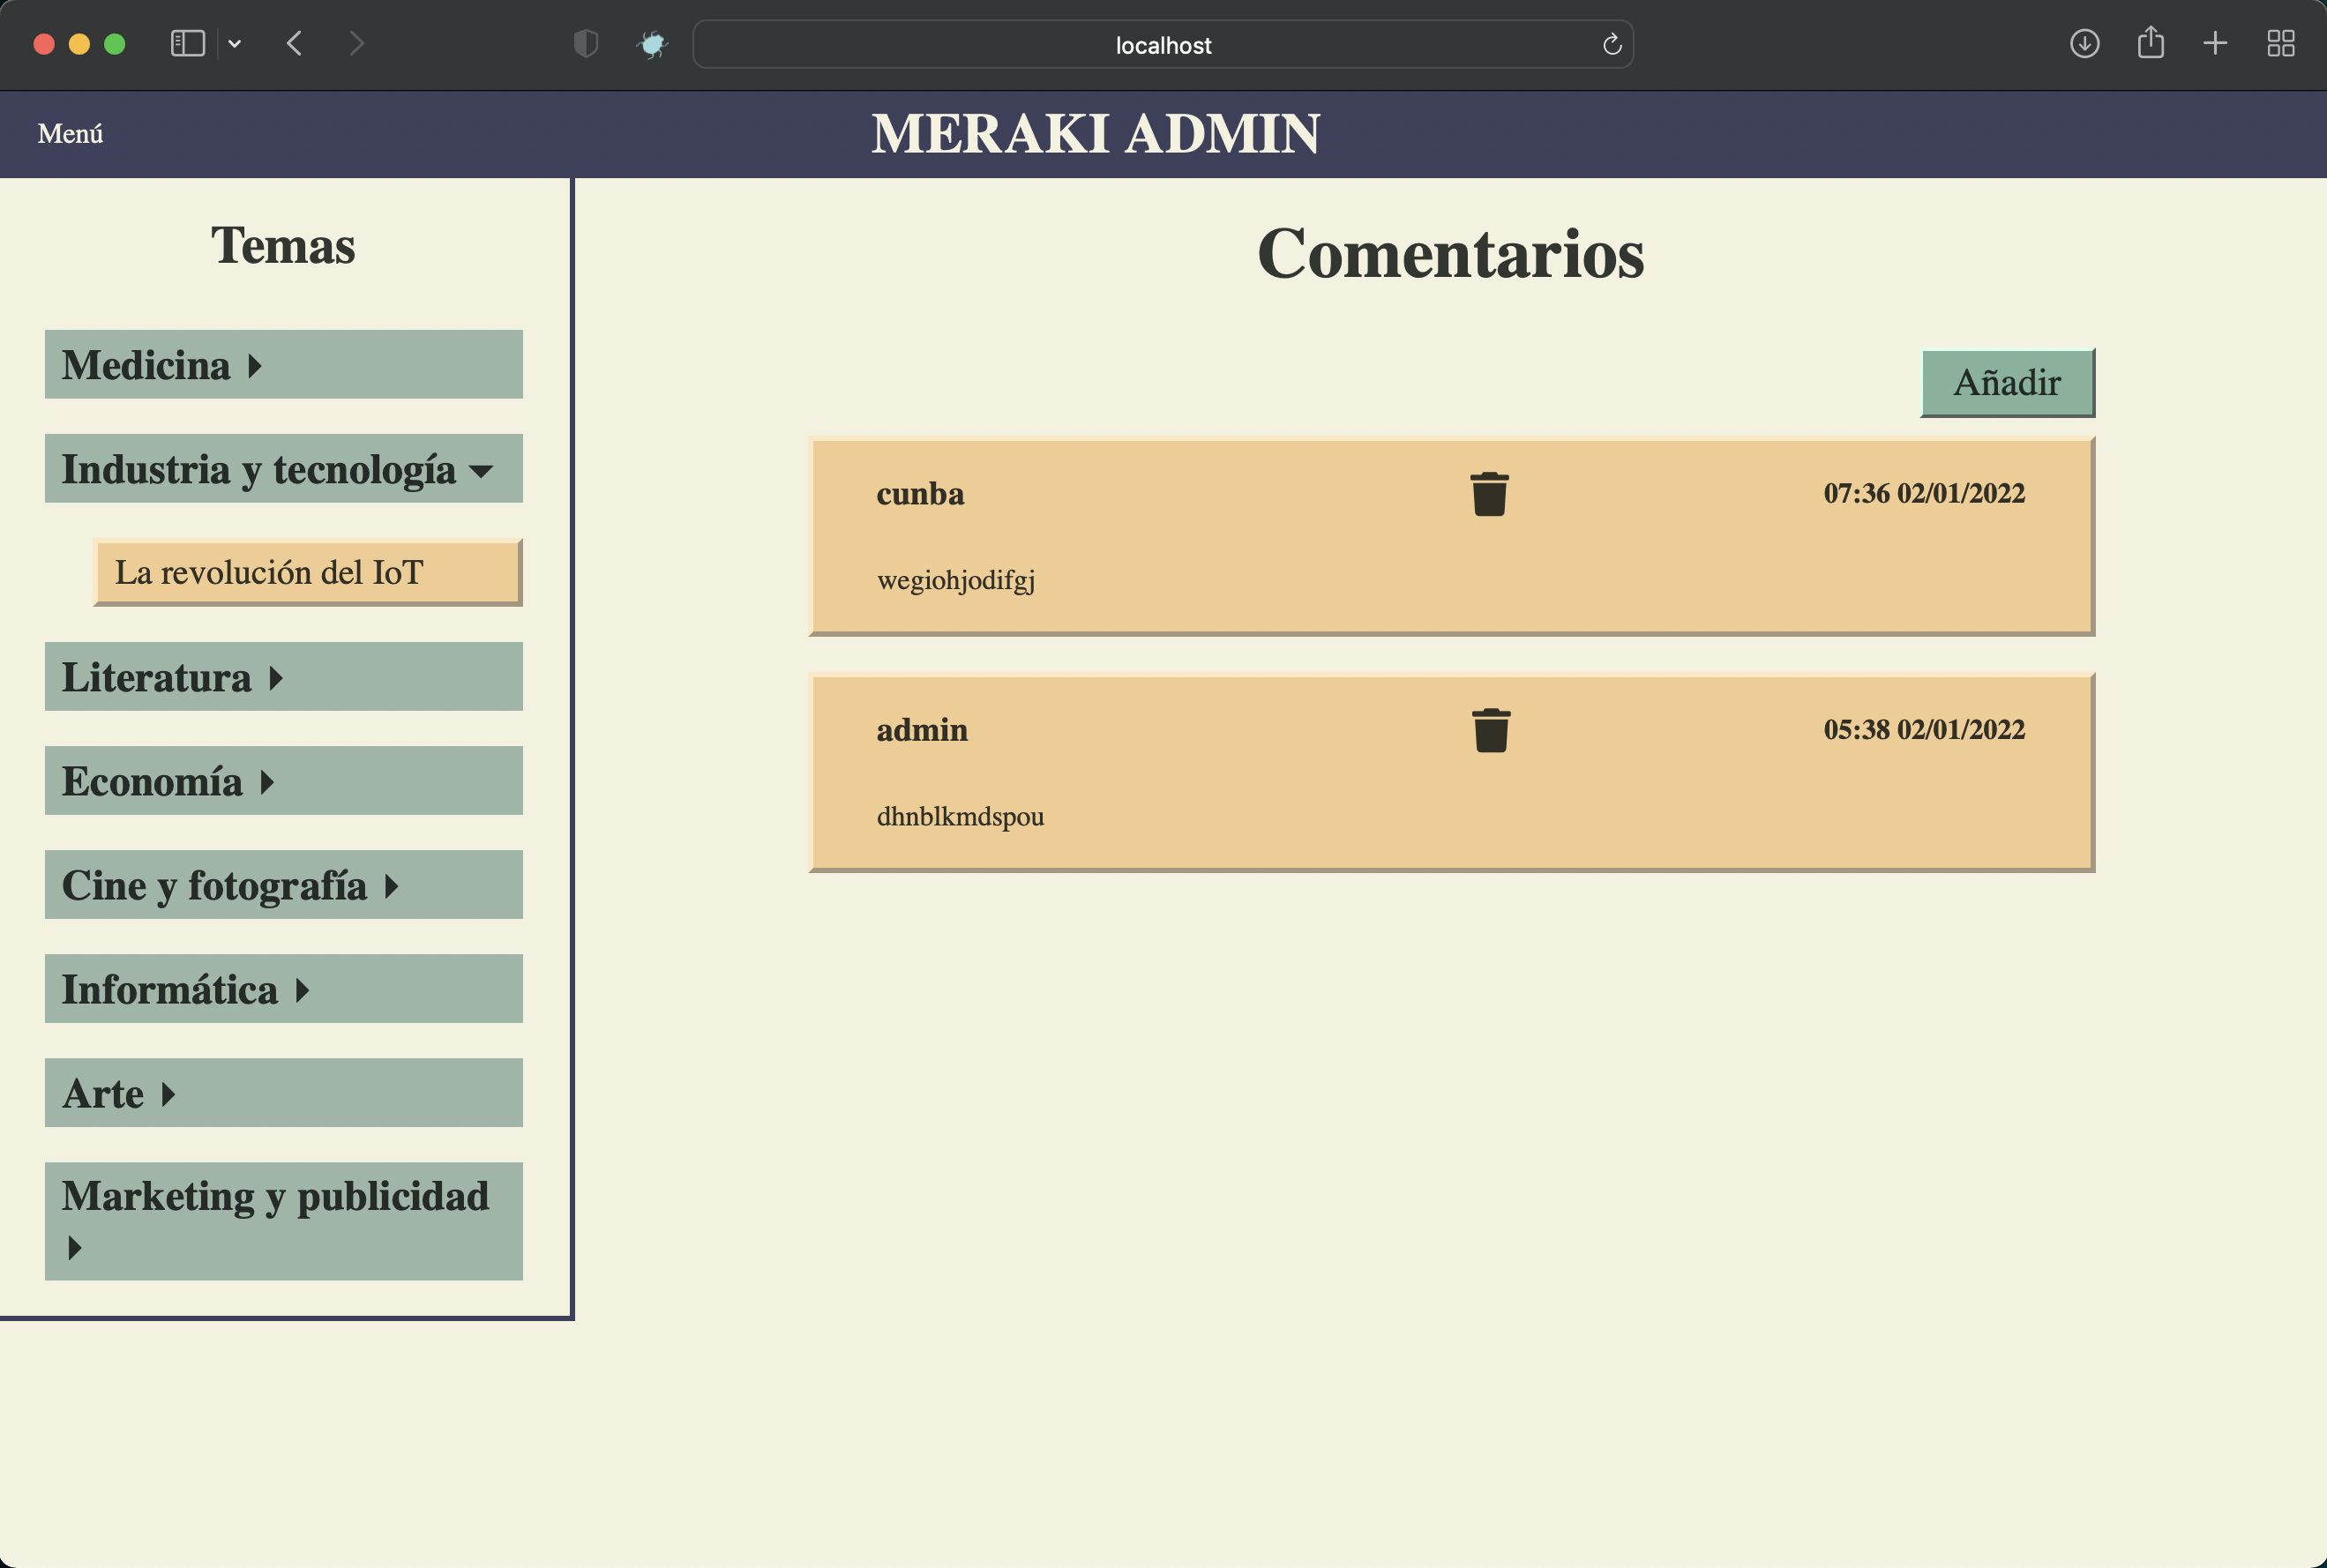 localhost
Menú
MERAKI ADMIN
Temas
Medicina
Industria y tecnología
La revolución del IoT
Literatura
Economía
Cine y fotografía
Informática
Arte
Marketing y publicidad
Comentarios
Añadir
cunba
07:36 02/01/2022
wegiohjodifgj
admin
05:38 02/01/2022
dhnblkmdspou